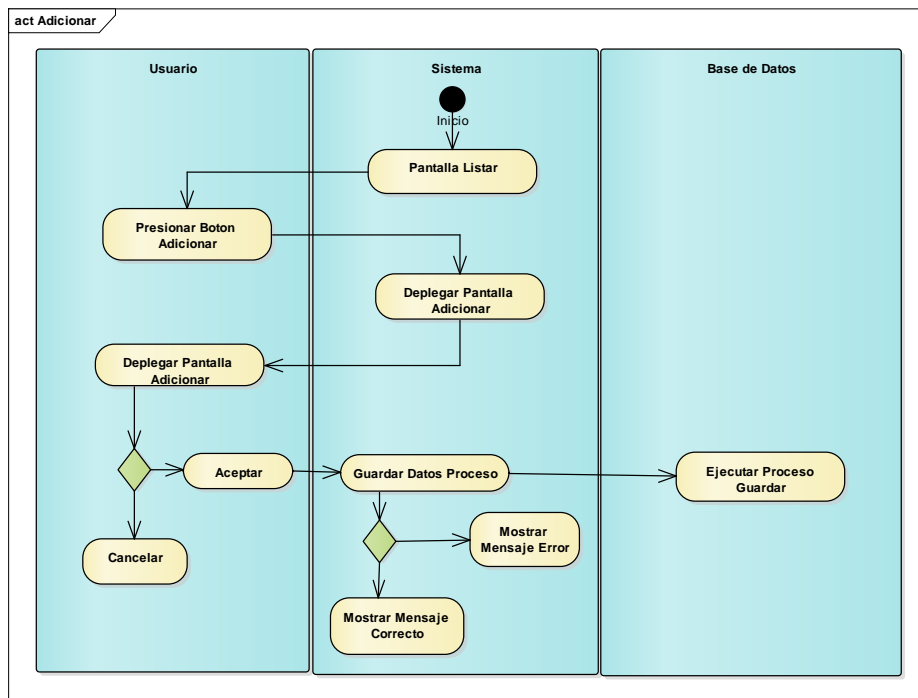 act Adicionar
Usuario
Sistema
Base de Datos
Inicio
Pantalla Listar
Presionar Boton
Adicionar
Deplegar Pantalla
Adicionar
Deplegar Pantalla
Adicionar
Aceptar
Guardar Datos Proceso
Ejecutar Proceso
Guardar
Mostrar
Mensaje Error
Cancelar
Mostrar Mensaje
Correcto